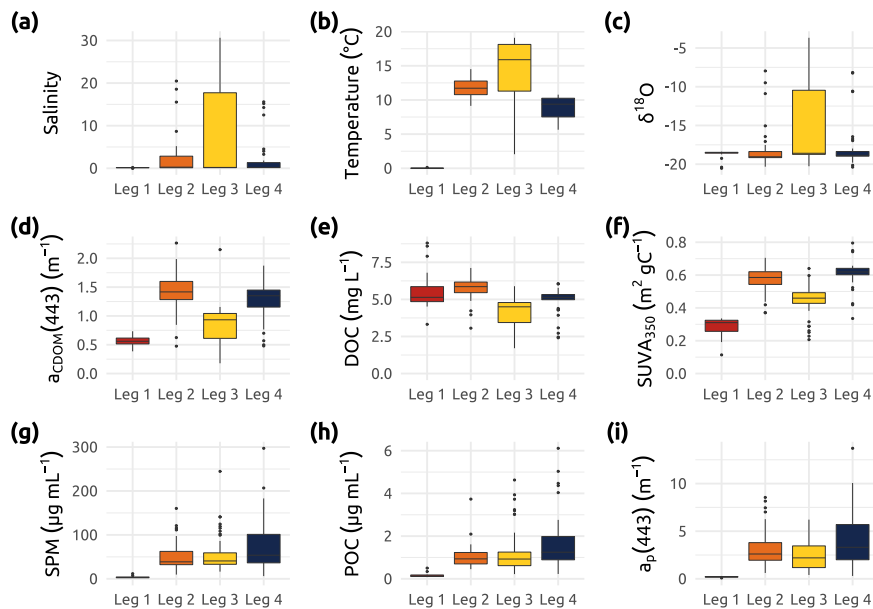 (a)
Salinity
30
20
10
0
Leg 1 Leg 2 Leg 3 Leg 4
(b)
Temperature (°C)
20
15
10
5
0
Leg 1 Leg 2 Leg 3 Leg 4
(c)
δ¹⁸O
-5
-10
-15
-20
Leg 1 Leg 2 Leg 3 Leg 4
(d)
a_CDOM(443) (m⁻¹)
2.0
1.5
1.0
0.5
0.0
Leg 1 Leg 2 Leg 3 Leg 4
(e)
DOC (mg L⁻¹)
7.5
5.0
2.5
0.0
Leg 1 Leg 2 Leg 3 Leg 4
(f)
SUVA₃₅₀ (m² gC⁻¹)
0.8
0.6
0.4
0.2
0.0
Leg 1 Leg 2 Leg 3 Leg 4
(g)
SPM (µg mL⁻¹)
300
200
100
50
0
Leg 1 Leg 2 Leg 3 Leg 4
(h)
POC (µg mL⁻¹)
6
4
2
0
Leg 1 Leg 2 Leg 3 Leg 4
(i)
aₚ(443) (m⁻¹)
10
5
0
Leg 1 Leg 2 Leg 3 Leg 4